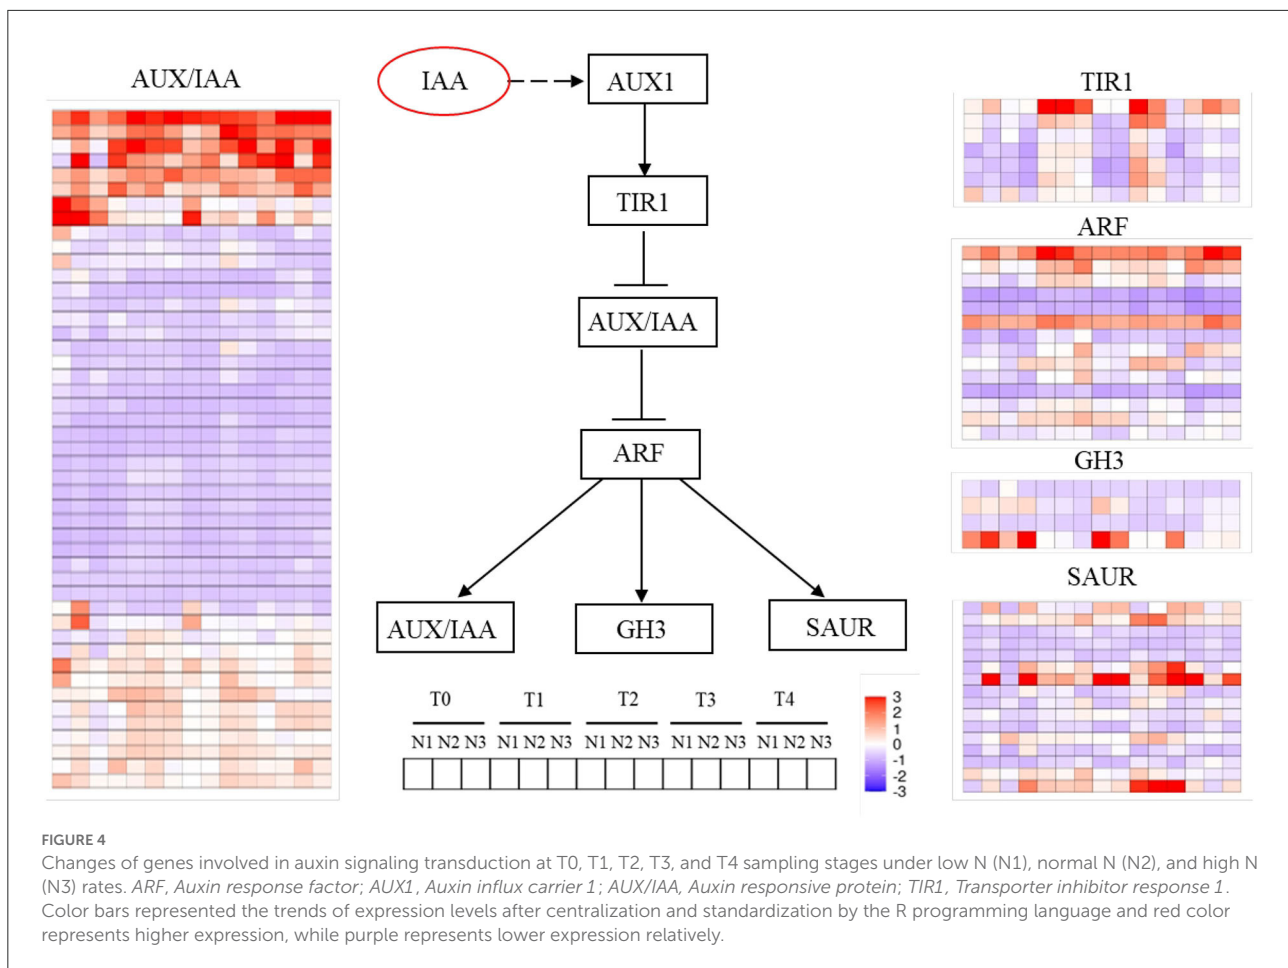 AUX/IAA
IAA
AUX1
TIR1
TIR1
ARF
AUX/IAA
ARF
GH3
SAUR
AUX/IAA
GH3
SAUR
T0 T1 T2 T3 T4
N1 N2 N3 N1 N2 N3 N1 N2 N3 N1 N2 N3 N1 N2 N3
3
2
1
0
-1
-2
-3
FIGURE 4
Changes of genes involved in auxin signaling transduction at T0, T1, T2, T3, and T4 sampling stages under low N (N1), normal N (N2), and high N
(N3) rates. ARF, Auxin response factor; AUX1, Auxin influx carrier 1; AUX/IAA, Auxin responsive protein; TIR1, Transporter inhibitor response 1.
Color bars represented the trends of expression levels after centralization and standardization by the R programming language and red color
represents higher expression, while purple represents lower expression relatively.